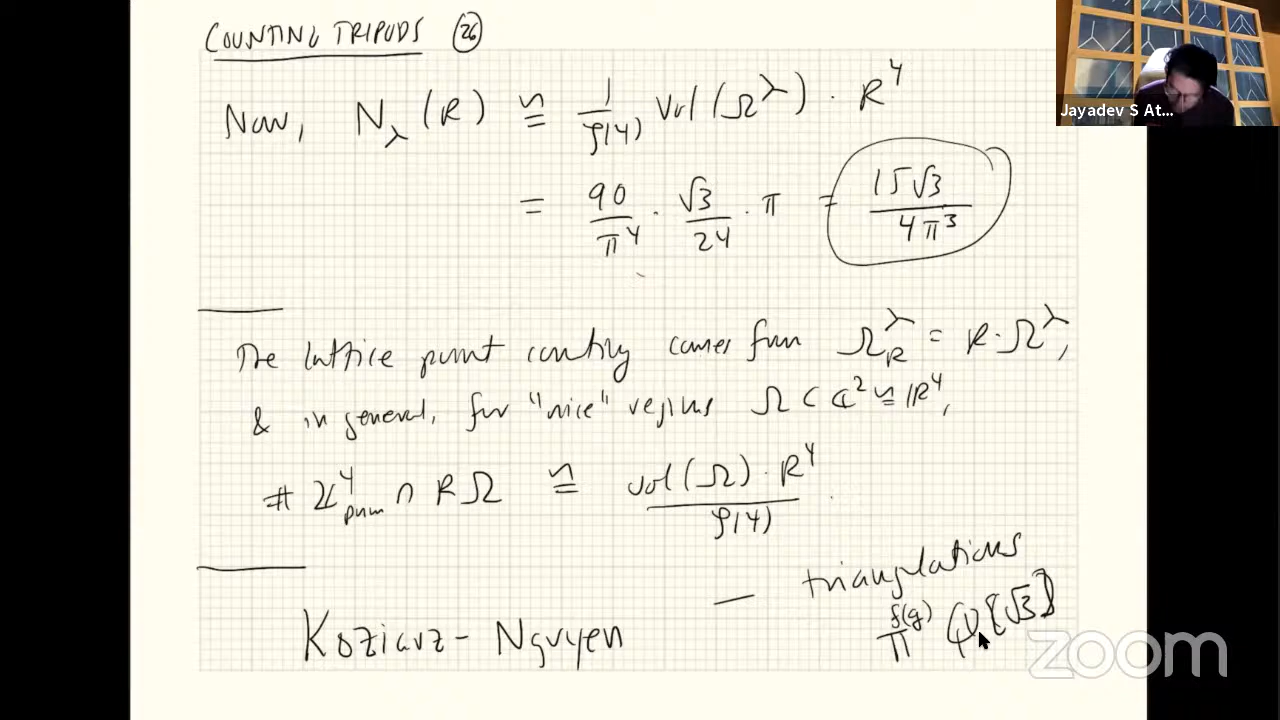 COUNTING TRIPODS 26
Jayadev S At...
Now, N_λ(R) ≅ 1/ζ(4) Vol(Ω^λ) · R^4
= 90/π^4 · √3/24 · π = 15√3/4π^3
The lattice point counting comes from Ω_R^λ = R·Ω^λ,
& in general, for "nice" regions Ω ⊂ ℂ^2 ≅ ℝ^4,
# ℤ^4_prim ∩ RΩ ≅ vol(Ω)·R^4/ζ(4)
— triangulations
Koziarz - Nguyen
π^f(g) ℚ[√3]
zoom